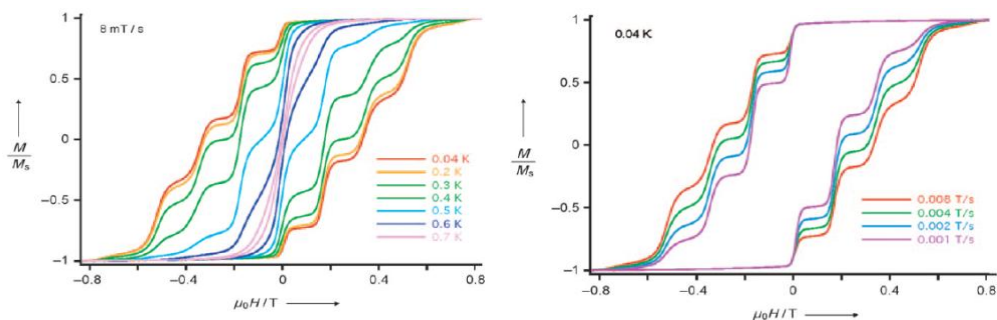 8 mT / s
1
0.5
0
−0.5
−1
M
Ms
0.04 K
0.2 K
0.3 K
0.4 K
0.5 K
0.6 K
0.7 K
−0.8 −0.4 0 0.4 0.8
μ₀H / T
0.04 K
1
0.5
0
−0.5
−1
M
Ms
0.008 T/s
0.004 T/s
0.002 T/s
0.001 T/s
−0.8 −0.4 0 0.4 0.8
μ₀H / T